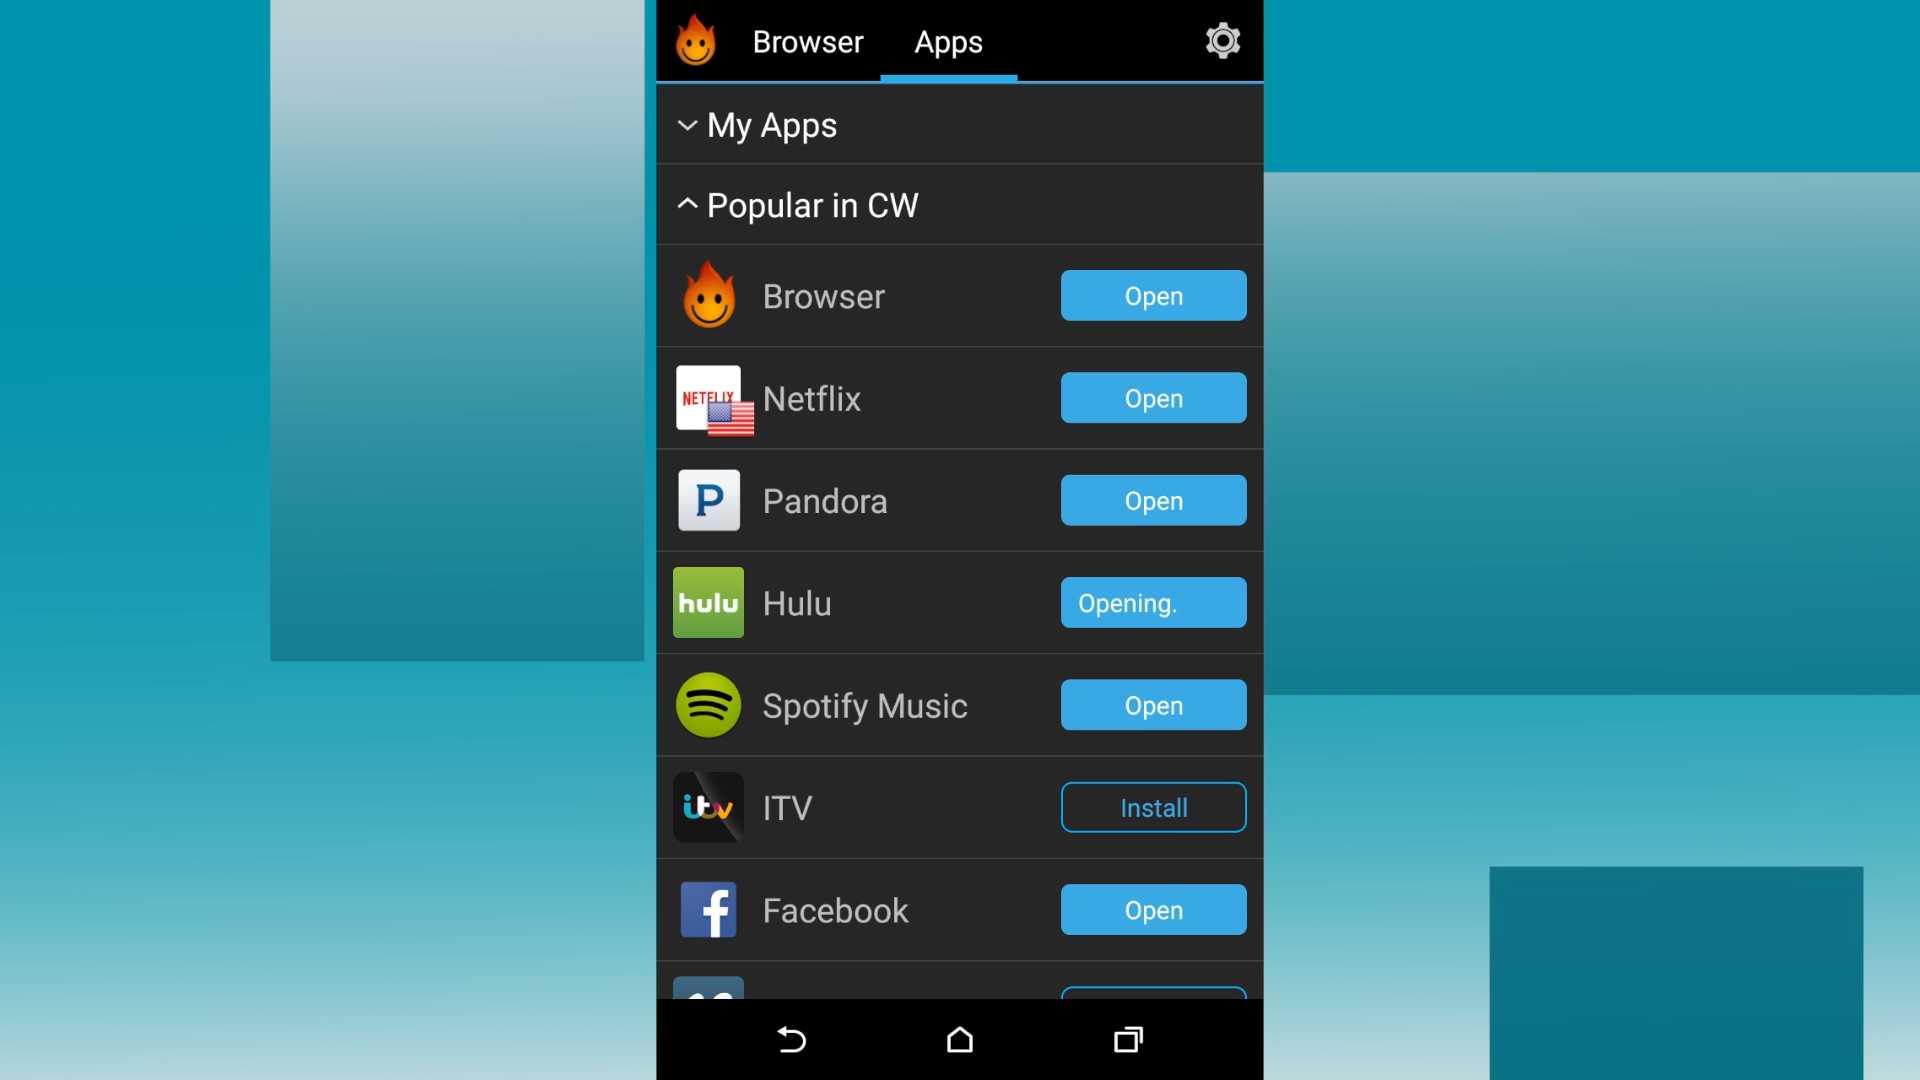 Browser Apps
My Apps
Popular in CW
Browser Open
NETFLIX Netflix Open
P Pandora Open
hulu Hulu Opening.
Spotify Music Open
itv ITV Install
f Facebook Open